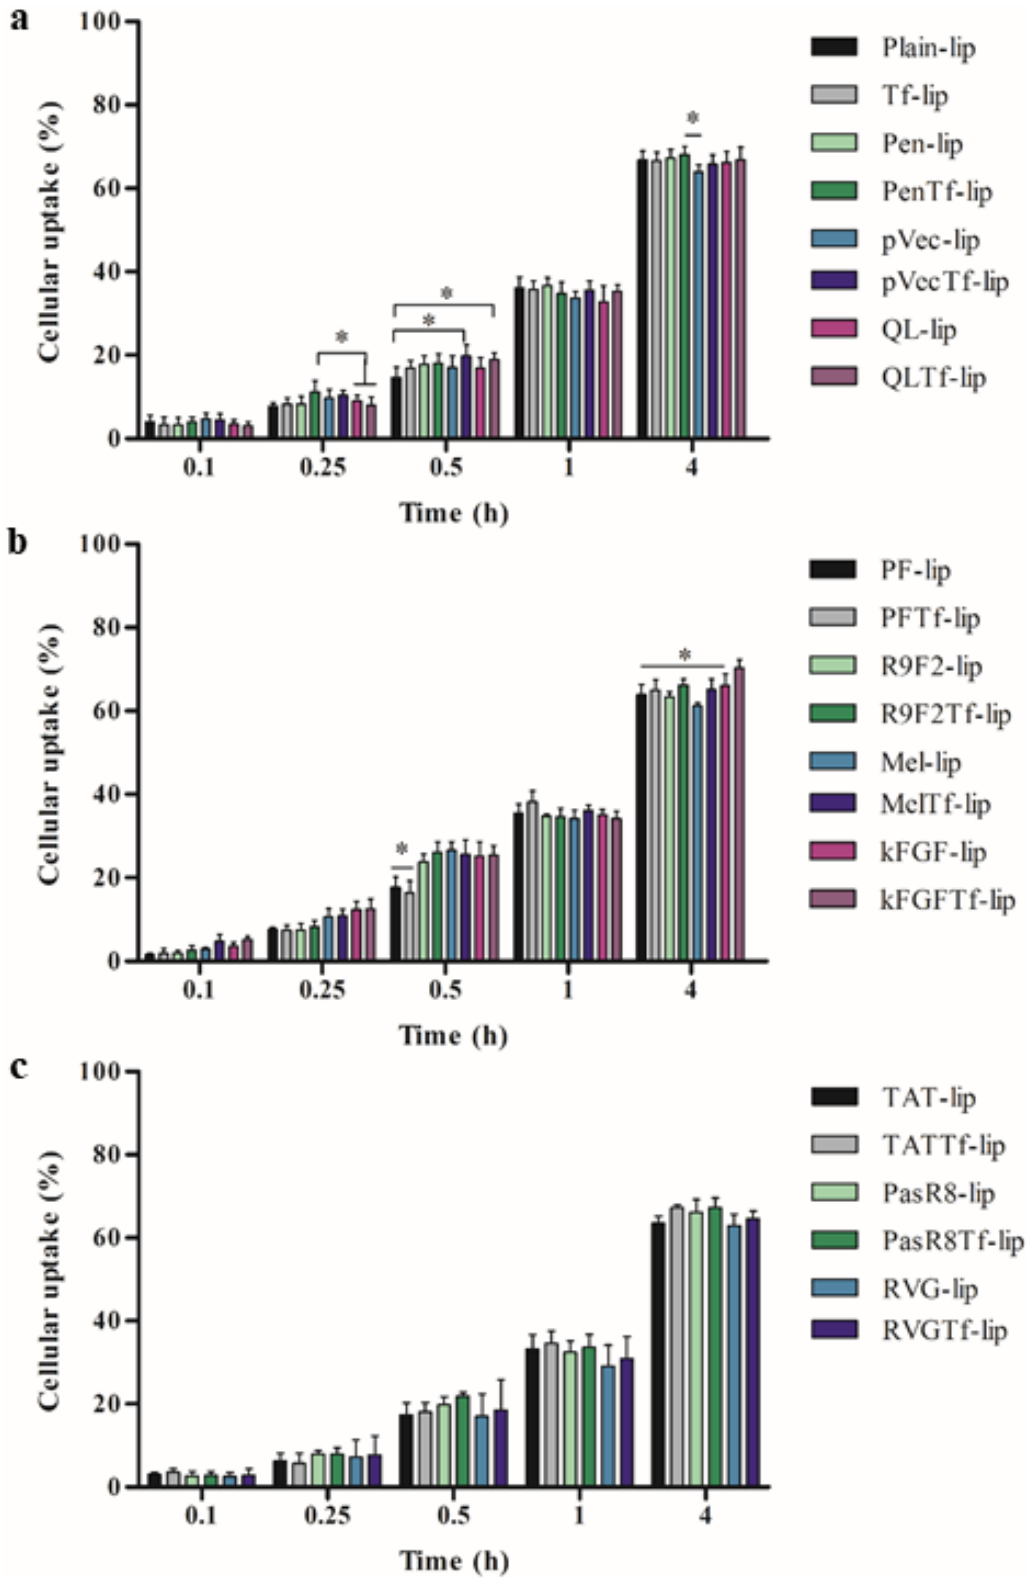 a
100
80
60
40
20
0
Cellular uptake (%)
*
*
*
*
0.1 0.25 0.5 1 4
Time (h)
Plain-lip
Tf-lip
Pen-lip
PenTf-lip
pVec-lip
pVecTf-lip
QL-lip
QLTf-lip
b
100
80
60
40
20
0
Cellular uptake (%)
*
*
0.1 0.25 0.5 1 4
Time (h)
PF-lip
PFTf-lip
R9F2-lip
R9F2Tf-lip
Mel-lip
MelTf-lip
kFGF-lip
kFGFTf-lip
c
100
80
60
40
20
0
Cellular uptake (%)
0.1 0.25 0.5 1 4
Time (h)
TAT-lip
TATTf-lip
PasR8-lip
PasR8Tf-lip
RVG-lip
RVGTf-lip